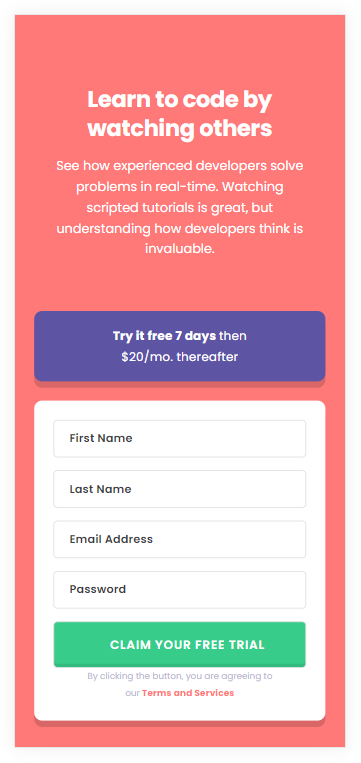 Learn to code by
watching others
See how experienced developers solve
problems in real-time. Watching
scripted tutorials is great, but
understanding how developers think is
invaluable.
Try it free 7 days then
$20/mo. thereafter
First Name
Last Name
Email Address
Password
CLAIM YOUR FREE TRIAL
By clicking the button, you are agreeing to
our Terms and Services